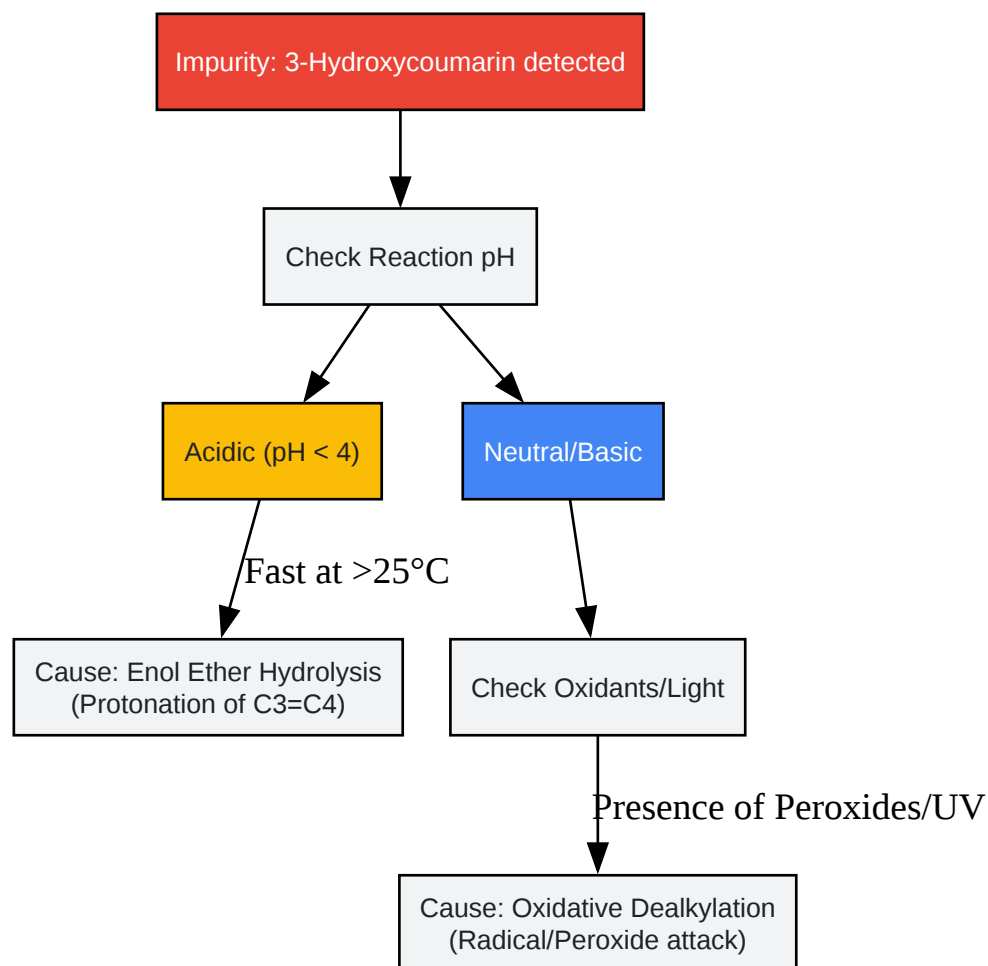 Impurity: 3-Hydroxycoumarin detected
Check Reaction pH
Acidic (pH < 4)
Neutral/Basic
Fast at >25°C
Cause: Enol Ether Hydrolysis
(Protonation of C3=C4)
Check Oxidants/Light
Presence of Peroxides/UV
Cause: Oxidative Dealkylation
(Radical/Peroxide attack)